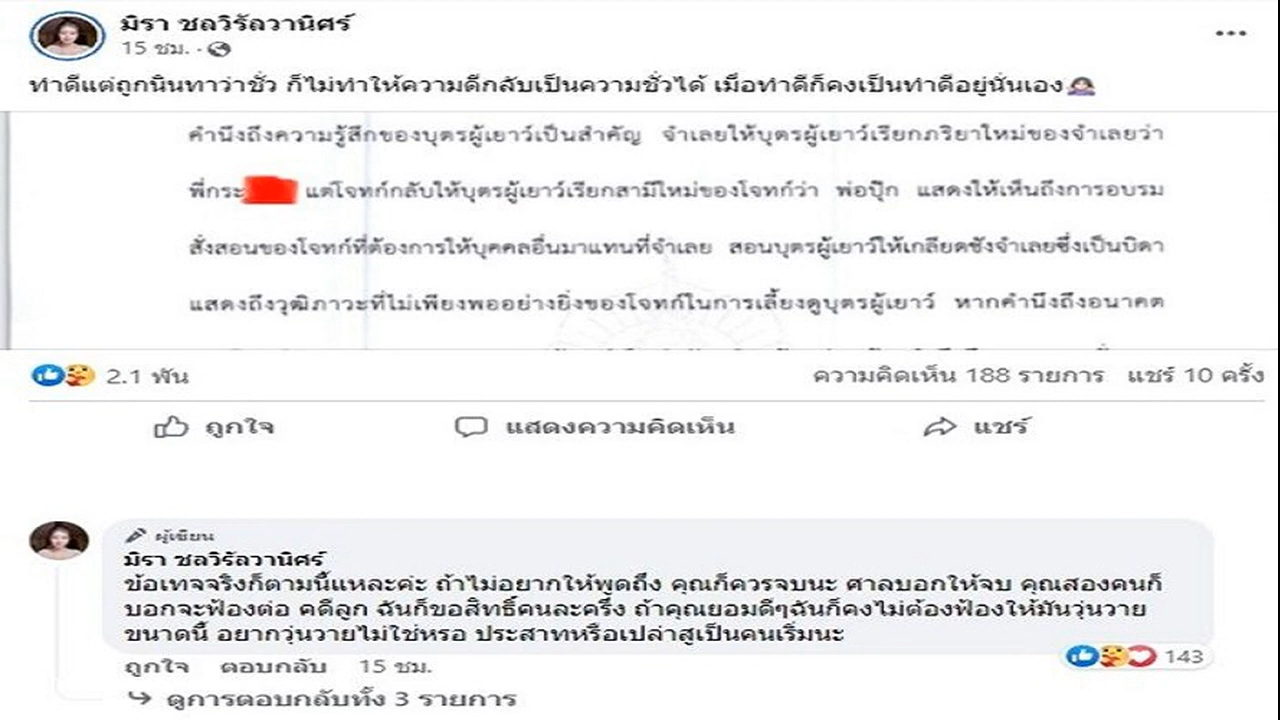 มิรา ชลวิรัลวานิศร์
15 ชม. ·
ทำดีแต่ถูกนินทาว่าชั่ว ก็ไม่ทำให้ความดีกลับเป็นความชั่วได้ เมื่อทำดีก็คงเป็นทำดีอยู่นั่นเอง
คำนึงถึงความรู้สึกของบุตรผู้เยาว์เป็นสำคัญ จำเลยให้บุตรผู้เยาว์เรียกภริยาใหม่ของจำเลยว่า
พี่กระ แต่โจทก์กลับให้บุตรผู้เยาว์เรียกสามีใหม่ของโจทก์ว่า พ่อปุ๊ก แสดงให้เห็นถึงการอบรม
สั่งสอนของโจทก์ที่ต้องการให้บุคคลอื่นมาแทนที่จำเลย สอนบุตรผู้เยาว์ให้เกลียดชังจำเลยซึ่งเป็นบิดา
แสดงถึงวุฒิภาวะที่ไม่เพียงพออย่างยิ่งของโจทก์ในการเลี้ยงดูบุตรผู้เยาว์ หากคำนึงถึงอนาคต
2.1 พัน ความคิดเห็น 188 รายการ แชร์ 10 ครั้ง
ถูกใจ แสดงความคิดเห็น แชร์
ผู้เขียน
มิรา ชลวิรัลวานิศร์
ข้อเทจจริงก็ตามนี้แหละค่ะ ถ้าไม่อยากให้พูดถึง คุณก็ควรจบนะ ศาลบอกให้จบ คุณสองคนก็
บอกจะฟ้องต่อ คดีลูก ฉันก็ขอสิทธิ์คนละครึ่ง ถ้าคุณยอมดีๆฉันก็คงไม่ต้องฟ้องให้มันวุ่นวาย
ขนาดนี้ อยากวุ่นวายไม่ใช่หรอ ประสาทหรือเปล่าสูเป็นคนเริ่มนะ
ถูกใจ ตอบกลับ 15 ชม. 143
ดูการตอบกลับทั้ง 3 รายการ